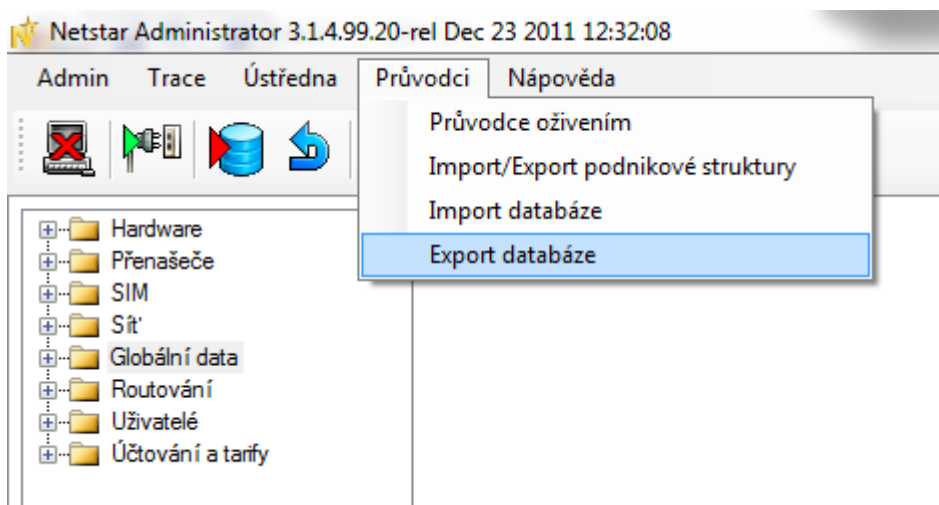 Netstar Administrator 3.1.4.99.20-rel Dec 23 2011 12:32:08
Admin Trace Ústředna Průvodci Nápověda
Průvodce oživením
Import/Export podnikové struktury
Import databáze
Export databáze
Hardware
Přenašeče
SIM
Síť
Globální data
Routování
Uživatelé
Účtování a tarify